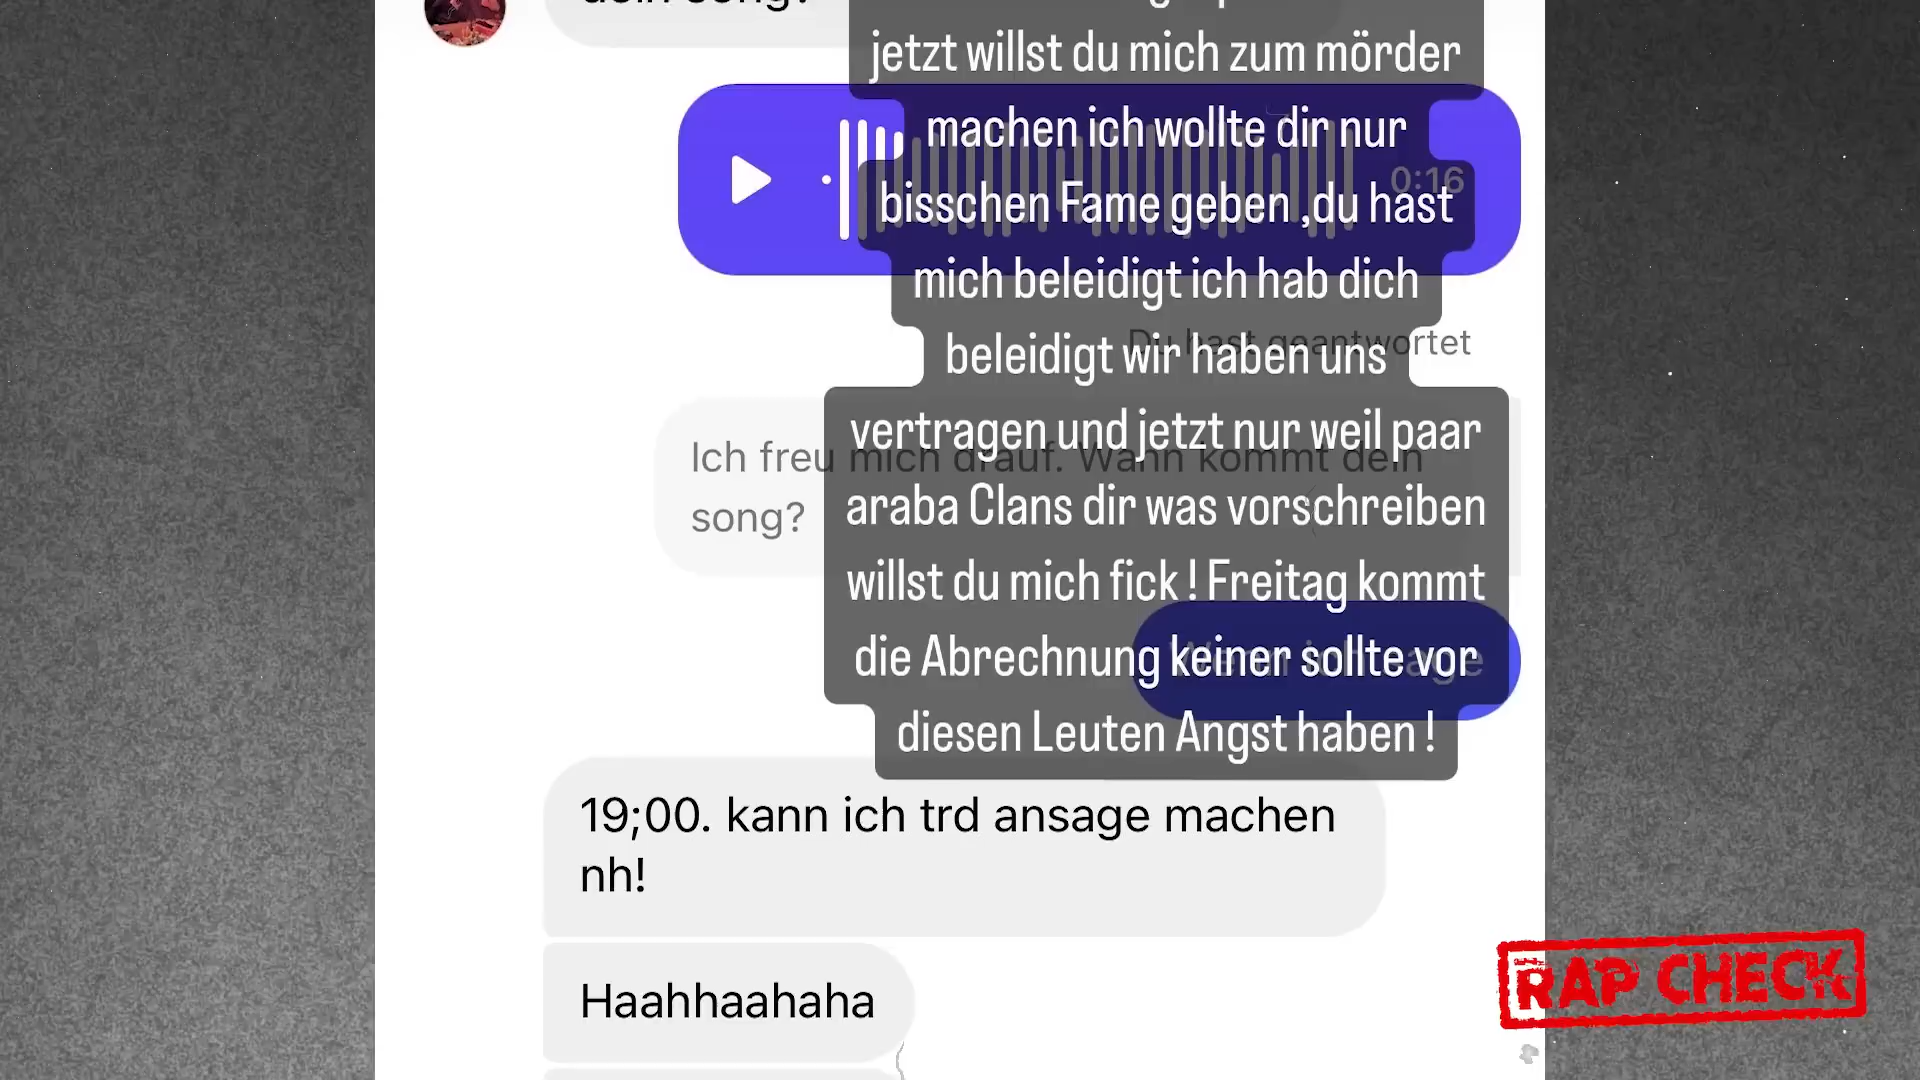 dein song?
jetzt willst du mich zum mörder
machen ich wollte dir nur
0:16
bisschen Fame geben ,du hast
mich beleidigt ich hab dich
Du hast geantwortet
beleidigt wir haben uns
vertragen und jetzt nur weil paar
Ich freu mich drauf. Wann kommt dein
song?
araba Clans dir was vorschreiben
willst du mich fick ! Freitag kommt
die Abrechnung keiner sollte vor
diesen Leuten Angst haben !
19;00. kann ich trd ansage machen
nh!
Haahhaahaha
RAP CHECK